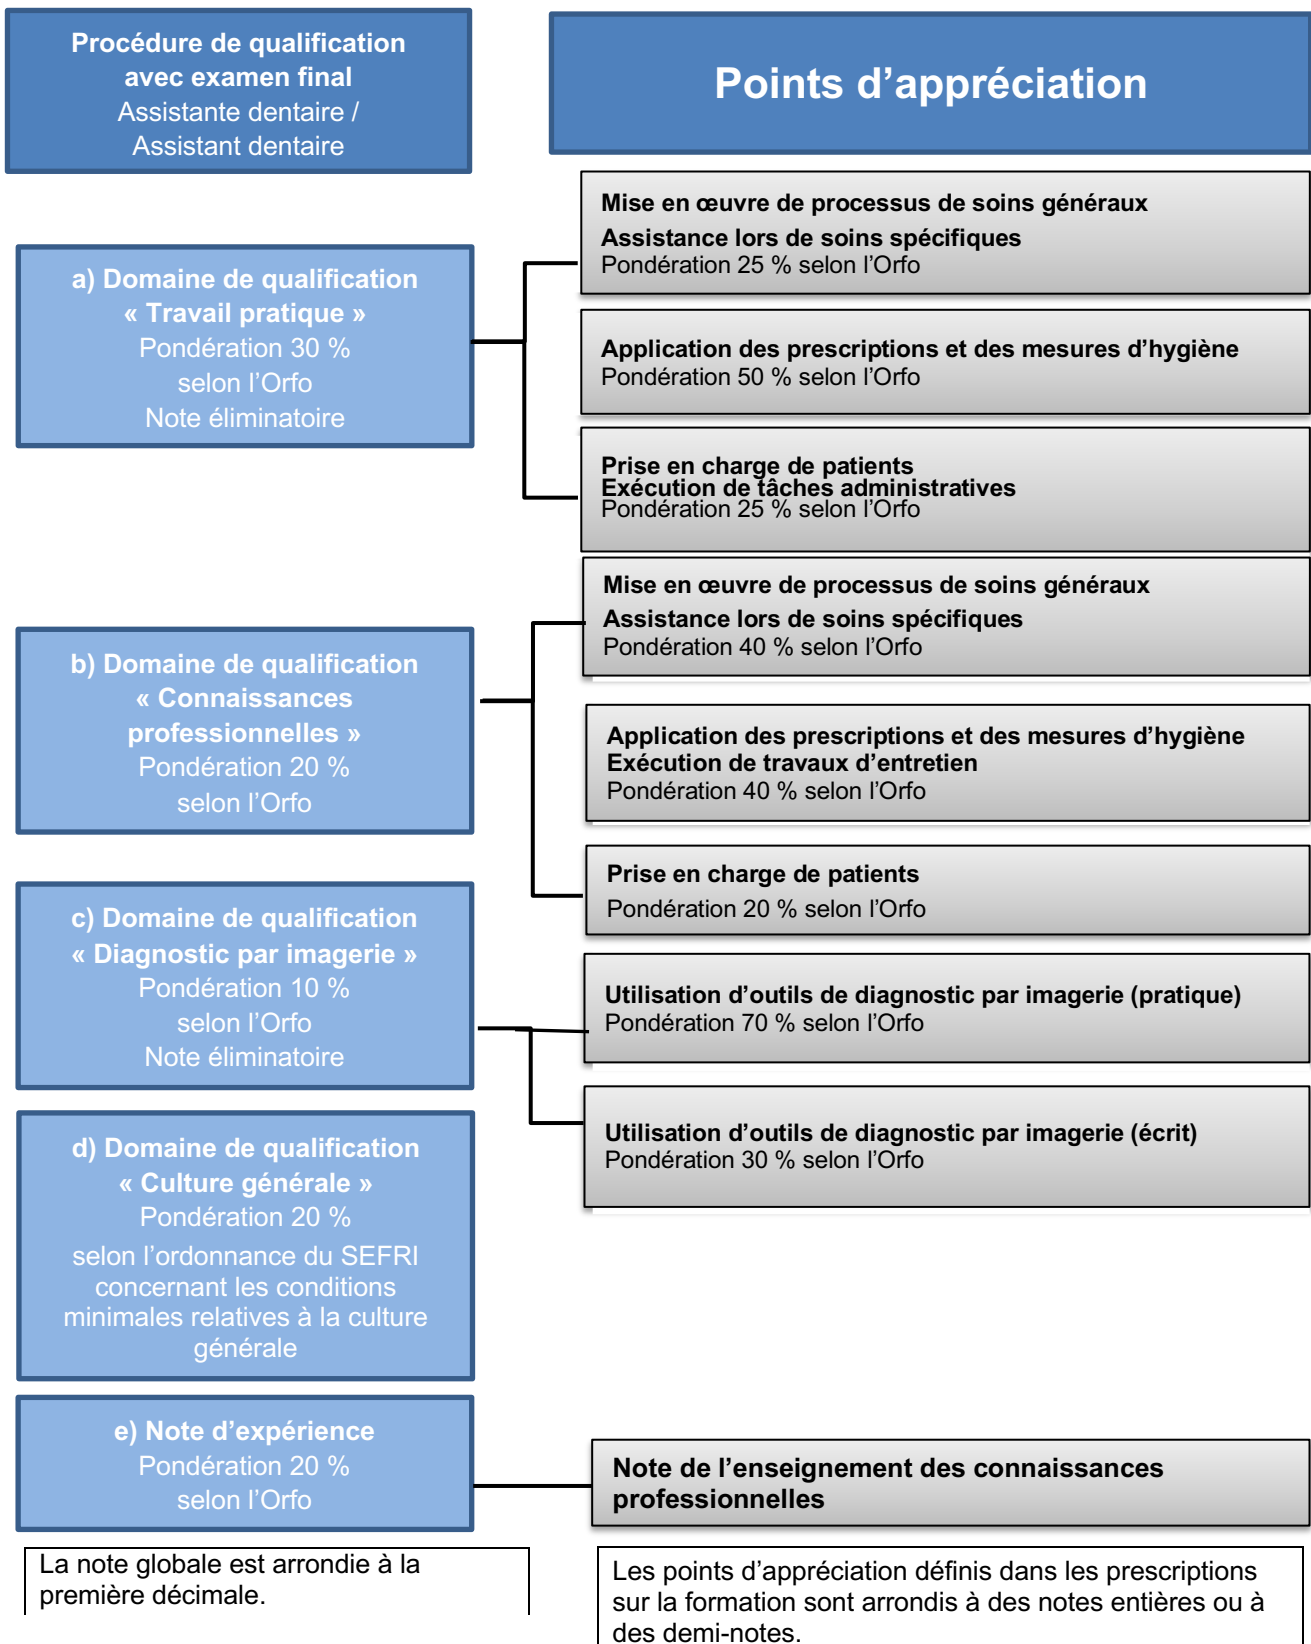 Procédure de qualification
avec examen final
Assistante dentaire /
Assistant dentaire
Points d’appréciation
a) Domaine de qualification
« Travail pratique »
Pondération 30 %
selon l’Orfo
Note éliminatoire
Mise en œuvre de processus de soins généraux
Assistance lors de soins spécifiques
Pondération 25 % selon l’Orfo
Application des prescriptions et des mesures d’hygiène
Pondération 50 % selon l’Orfo
Prise en charge de patients
Exécution de tâches administratives
Pondération 25 % selon l’Orfo
b) Domaine de qualification
« Connaissances
professionnelles »
Pondération 20 %
selon l’Orfo
Mise en œuvre de processus de soins généraux
Assistance lors de soins spécifiques
Pondération 40 % selon l’Orfo
Application des prescriptions et des mesures d’hygiène
Exécution de travaux d’entretien
Pondération 40 % selon l’Orfo
Prise en charge de patients
Pondération 20 % selon l’Orfo
c) Domaine de qualification
« Diagnostic par imagerie »
Pondération 10 %
selon l’Orfo
Note éliminatoire
Utilisation d’outils de diagnostic par imagerie (pratique)
Pondération 70 % selon l’Orfo
Utilisation d’outils de diagnostic par imagerie (écrit)
Pondération 30 % selon l’Orfo
d) Domaine de qualification
« Culture générale »
Pondération 20 %
selon l’ordonnance du SEFRI
concernant les conditions
minimales relatives à la culture
générale
e) Note d’expérience
Pondération 20 %
selon l’Orfo
Note de l’enseignement des connaissances
professionnelles
La note globale est arrondie à la
première décimale.
Les points d’appréciation définis dans les prescriptions
sur la formation sont arrondis à des notes entières ou à
des demi-notes.